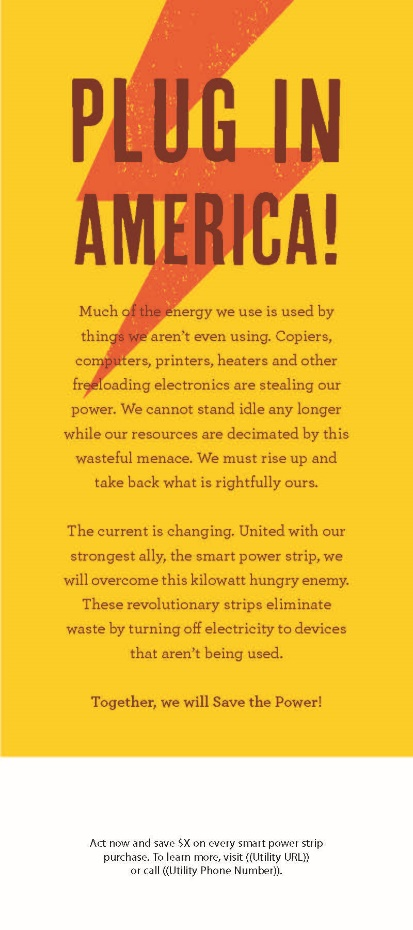 PLUG IN
AMERICA!
Much of the energy we use is used by
things we aren't even using. Copiers,
computers, printers, heaters and other
freeloading electronics are stealing our
power. We cannot stand idle any longer
while our resources are decimated by this
wasteful menace. We must rise up and
take back what is rightfully ours.
The current is changing. United with our
strongest ally, the smart power strip, we
will overcome this kilowatt hungry enemy.
These revolutionary strips eliminate
waste by turning off electricity to devices
that aren't being used.
Together, we will Save the Power!
Act now and save $X on every smart power strip
purchase. To learn more, visit ((Utility URL))
or call ((Utility Phone Number)).